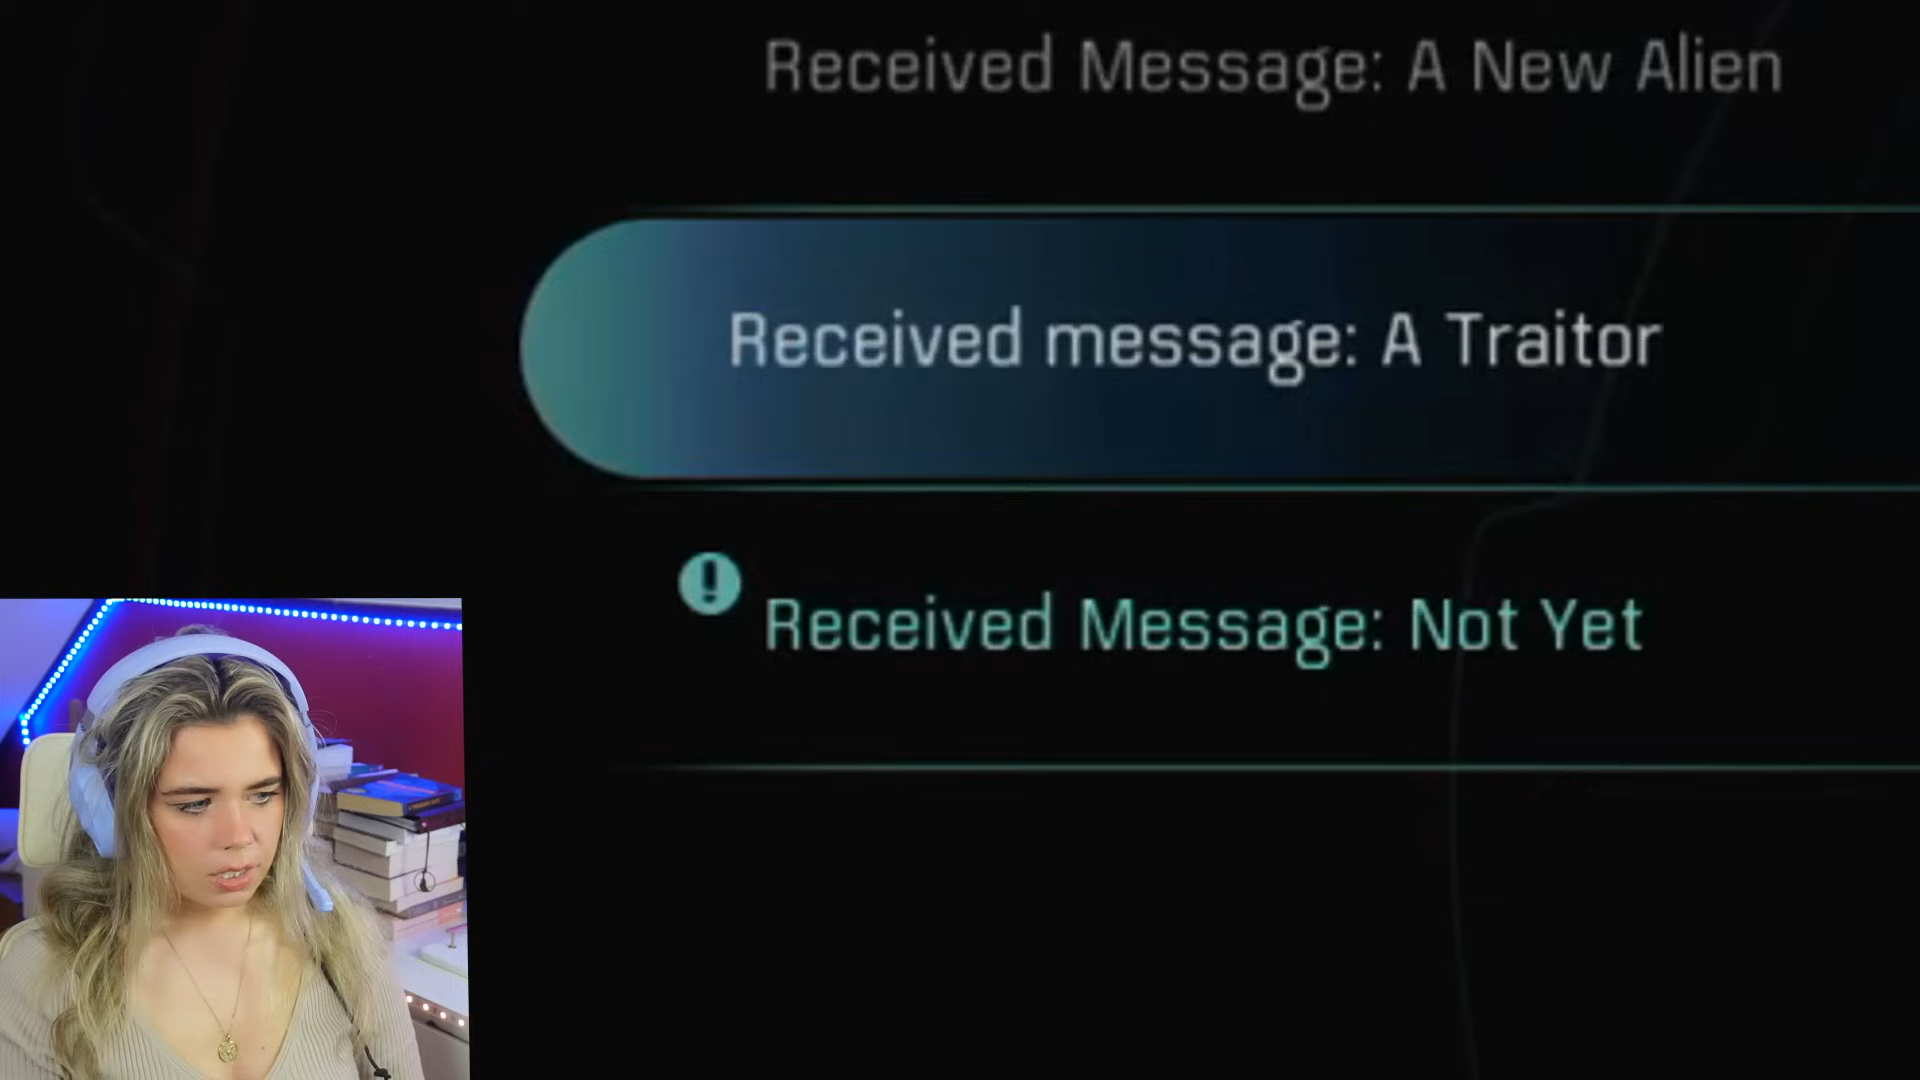 Received Message: A New Alien
Received message: A Traitor
Received Message: Not Yet